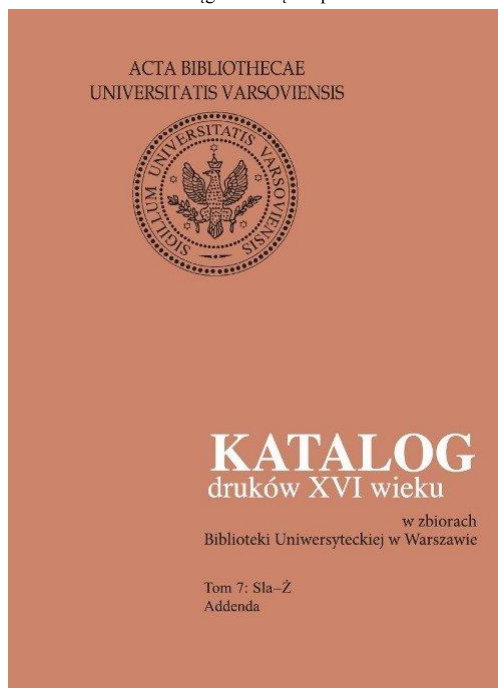 ACTA BIBLIOTHECAE
UNIVERSITATIS VARSOVIENSIS
SIGILLUM UNIVERSITATIS VARSOVIENSIS
KATALOG
druków XVI wieku
w zbiorach
Biblioteki Uniwersyteckiej w Warszawie
Tom 7: Sla–Ż
Addenda